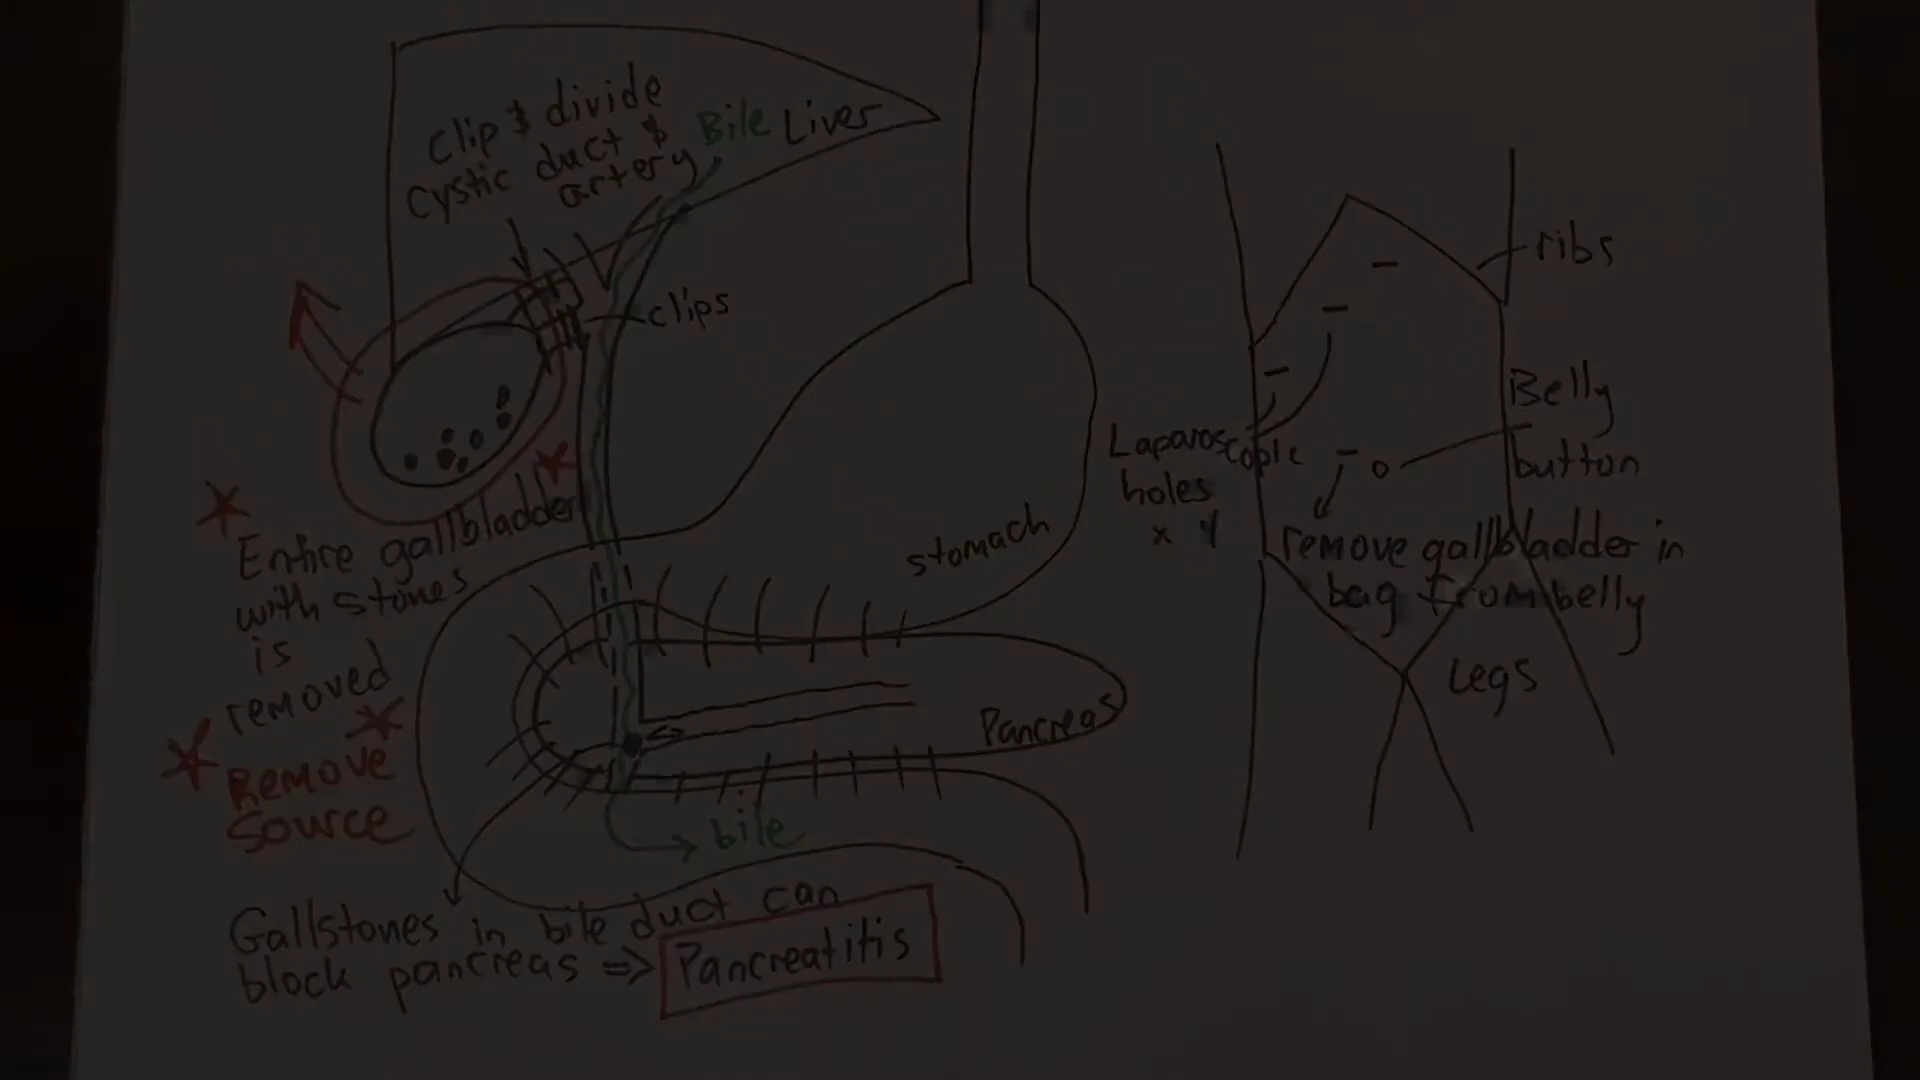 Clip & divide
cystic duct &
artery
Bile
Liver
clips
Entire gallbladder
with stones
is
removed
Remove
Source
stomach
Pancreas
bile
Gallstones in bile duct can
block pancreas => Pancreatitis
ribs
Belly
button
Laparoscopic
holes
x 4
remove gallbladder in
bag from belly
Legs